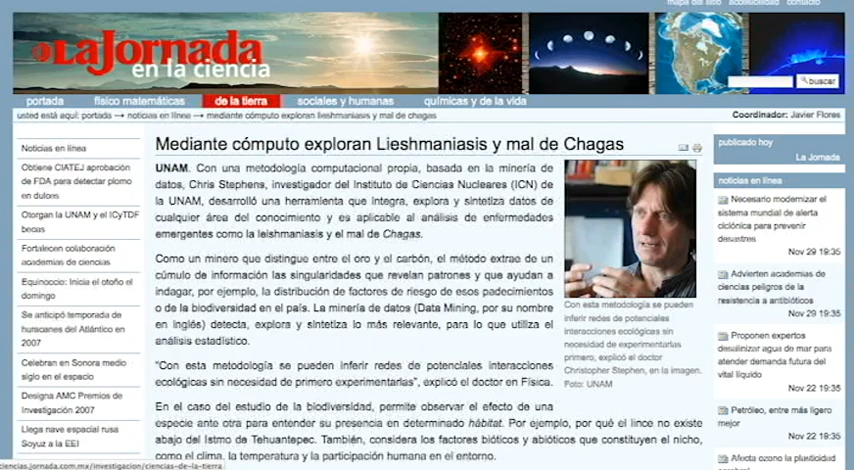 mapa del sitio accesibilidad contacto
La Jornada
en la ciencia
buscar
portada físico matemáticas de la tierra sociales y humanas químicas y de la vida
usted está aquí: portada → noticias en línea → mediante cómputo exploran lieshmaniasis y mal de chagas
Coordinador: Javier Flores
Noticias en línea
Obtiene CIATEJ aprobación
de FDA para detectar plomo
en dulces
Otorgan la UNAM y el ICyTDF
becas
Fortalecen colaboración
academias de ciencias
Equinoccio: Inicia el otoño el
domingo
Se anticipó temporada de
huracanes del Atlántico en
2007
Celebran en Sonora medio
siglo en el espacio
Designa AMC Premios de
Investigación 2007
Llega nave espacial rusa
Soyuz a la EEI
Mediante cómputo exploran Lieshmaniasis y mal de Chagas
UNAM. Con una metodología computacional propia, basada en la minería de
datos, Chris Stephens, investigador del Instituto de Ciencias Nucleares (ICN) de
la UNAM, desarrolló una herramienta que integra, explora y sintetiza datos de
cualquier área del conocimiento y es aplicable al análisis de enfermedades
emergentes como la leishmaniasis y el mal de Chagas.
Como un minero que distingue entre el oro y el carbón, el método extrae de un
cúmulo de información las singularidades que revelan patrones y que ayudan a
indagar, por ejemplo, la distribución de factores de riesgo de esos padecimientos
o de la biodiversidad en el país. La minería de datos (Data Mining, por su nombre
en inglés) detecta, explora y sintetiza lo más relevante, para lo que utiliza el
análisis estadístico.
“Con esta metodología se pueden inferir redes de potenciales interacciones
ecológicas sin necesidad de primero experimentarlas”, explicó el doctor en Física.
En el caso del estudio de la biodiversidad, permite observar el efecto de una
especie ante otra para entender su presencia en determinado hábitat. Por ejemplo, por qué el lince no existe
abajo del Istmo de Tehuantepec. También, considera los factores bióticos y abióticos que constituyen el nicho,
como el clima, la temperatura y la participación humana en el entorno.
Con esta metodología se pueden
inferir redes de potenciales
interacciones ecológicas sin
necesidad de experimentarlas
primero, explicó el doctor
Christopher Stephen, en la imagen.
Foto: UNAM
publicado hoy
La Jornada
noticias en línea
Necesario modernizar el
sistema mundial de alerta
ciclónica para prevenir
desastres
Nov 29 19:35
Advierten academias de
ciencias peligros de la
resistencia a antibióticos
Nov 29 19:35
Proponen expertos
desalinizar agua de mar para
atender demanda futura del
vital líquido
Nov 22 19:35
Petróleo, entre más ligero
mejor
Nov 22 19:35
Afecta ozono la plasticidad
ciencias.jornada.com.mx/investigacion/ciencias-de-la-tierra